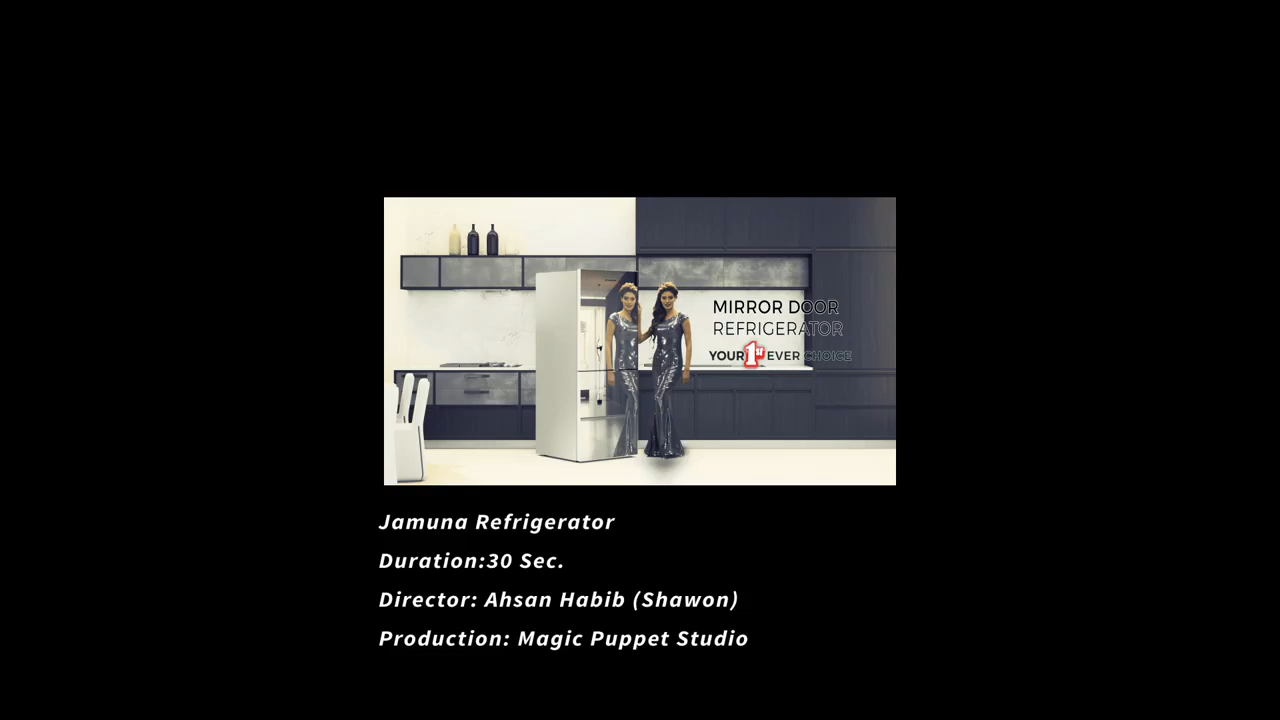 MIRROR DOOR
REFRIGERATOR
YOUR 1st EVER CHOICE
Jamuna Refrigerator
Duration:30 Sec.
Director: Ahsan Habib (Shawon)
Production: Magic Puppet Studio